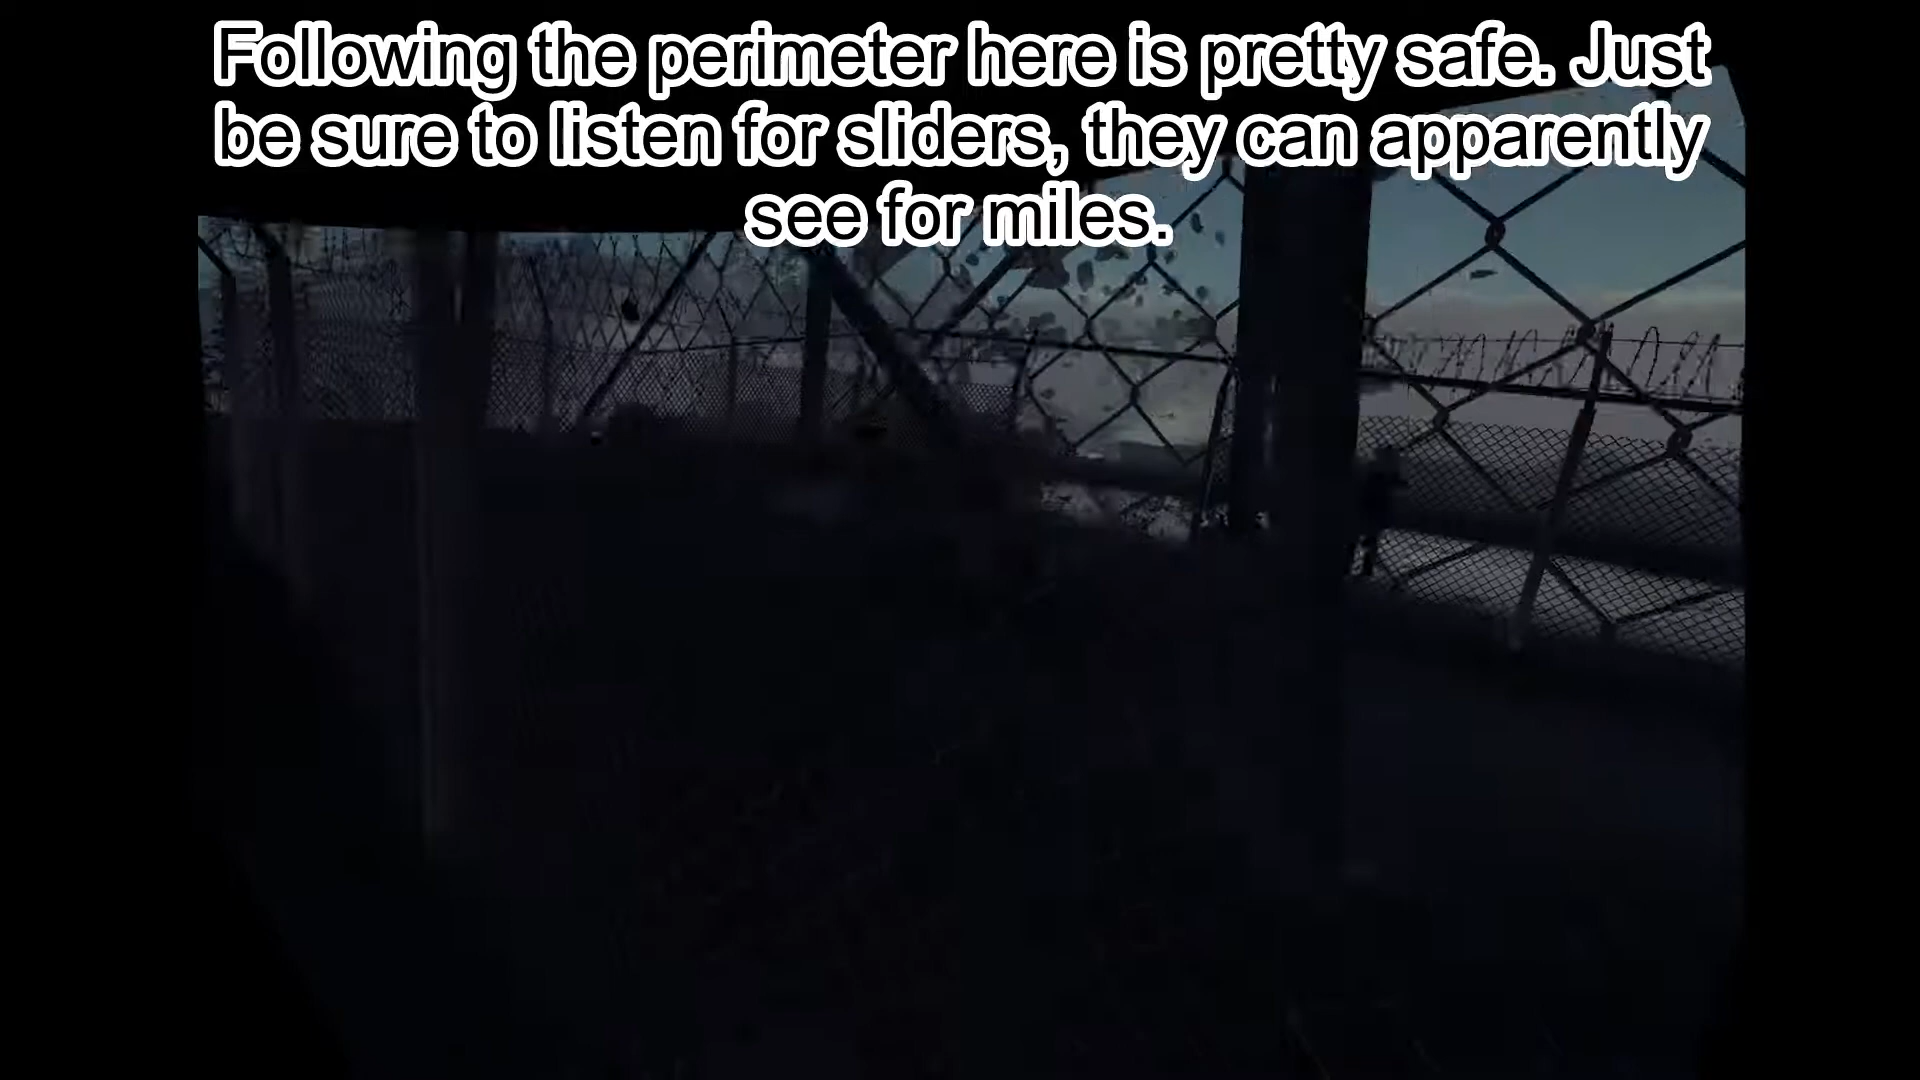 Following the perimeter here is pretty safe. Just
be sure to listen for sliders, they can apparently
see for miles.